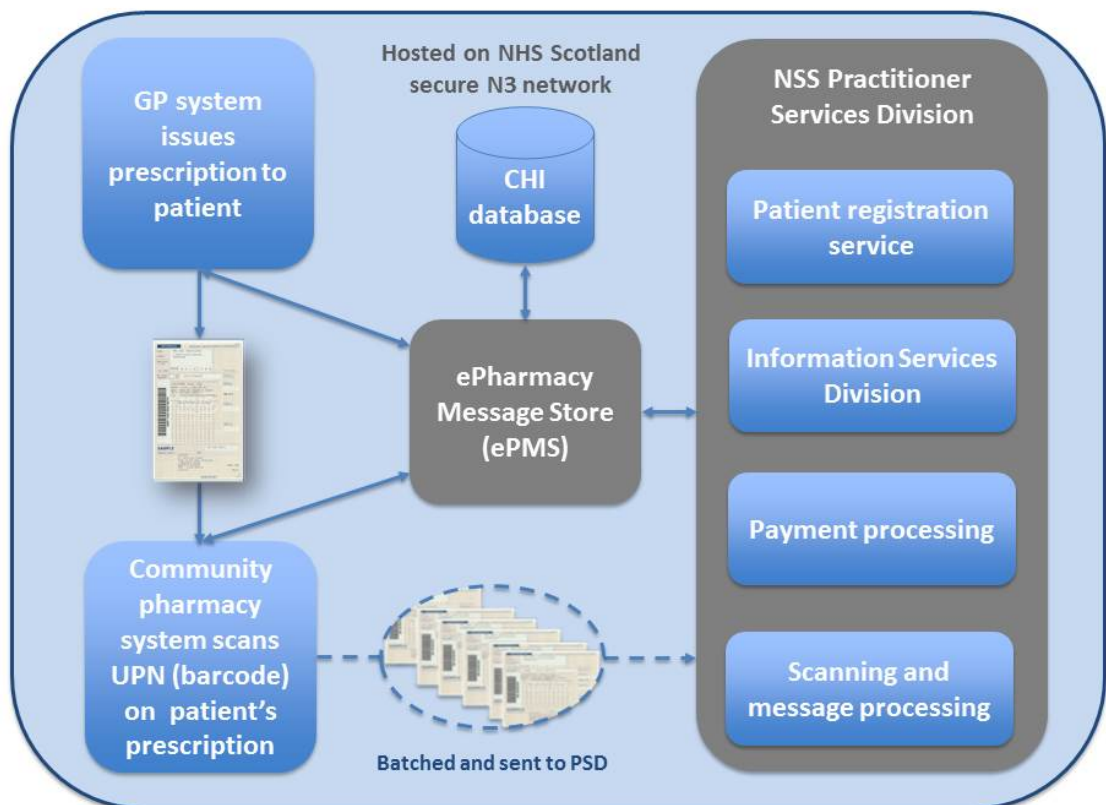 GP system
issues
prescription to
patient
Hosted on NHS Scotland
secure N3 network
CHI
database
NSS Practitioner
Services Division
Patient registration
service
ePharmacy
Message Store
(ePMS)
Information Services
Division
Payment processing
Community
pharmacy
system scans
UPN (barcode)
on patient's
prescription
Batched and sent to PSD
Scanning and
message processing